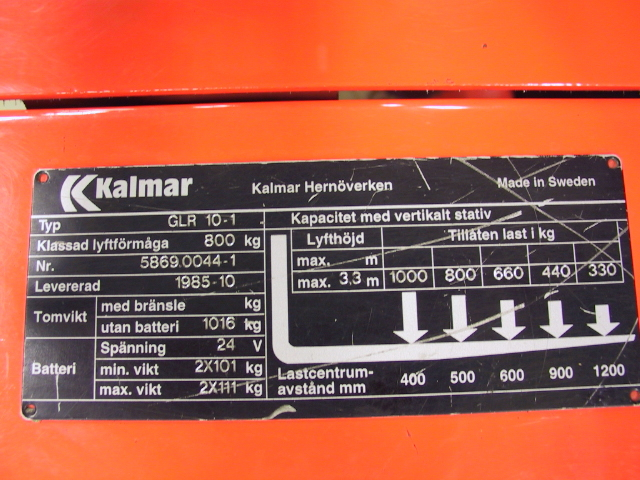 Kalmar Kalmar Hernöverken Made in Sweden
Typ GLR 10-1
Klassad lyftförmåga 800 kg
Nr. 5869.0044-1
Levererad 1985-10
Tomvikt med bränsle kg
utan batteri 1016 kg
Batteri Spänning 24 V
min. vikt 2X101 kg
max. vikt 2X111 kg
Kapacitet med vertikalt stativ
Lyfthöjd Tillåten last i kg
max. m
max. 3.3 m 1000 800 660 440 330
Lastcentrum-
avstånd mm 400 500 600 900 1200